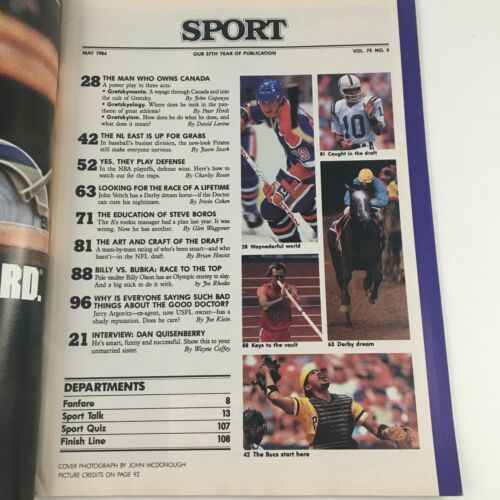 SPORT
MAY 1984
OUR 37TH YEAR OF PUBLICATION
VOL. 75 NO. 5
28 THE MAN WHO OWNS CANADA
A power play in three acts:
• Gretskymania. A voyage through Canada and into
the cult of Gretzky. By John Capouya
• Gretskyology. Where does he rank in the pan-
theon of great athletes? By Peter Hirdt
• Gretskyism. How does he do what he does, and
what does it mean? By David Levine
42 THE NL EAST IS UP FOR GRABS
In baseball's busiest division, the new-look Pirates
still make everyone nervous. By Jayson Stark
52 YES, THEY PLAY DEFENSE
In the NBA playoffs, defense wins. Here's how to
watch out for the traps. By Charley Rosen
63 LOOKING FOR THE RACE OF A LIFETIME
John Veitch has a Derby dream horse—if the Doctor
can cure his nightmare. By Irwin Cohen
71 THE EDUCATION OF STEVE BOROS
The A's rookie manager had a plan last year. It was
wrong. Now he has another. By Glen Waggoner
81 THE ART AND CRAFT OF THE DRAFT
A team-by-team rating of who's been smart—and who
hasn't—in the NFL draft. By Brian Hewitt
88 BILLY VS. BUBKA: RACE TO THE TOP
Pole vaulter Billy Olson has an Olympic enemy to slay.
And a big stick to do it with. By Joe Rhodes
96 WHY IS EVERYONE SAYING SUCH BAD
THINGS ABOUT THE GOOD DOCTOR?
Jerry Argovitz—ex-agent, now USFL owner—has a
shady reputation. Does he care? By Joe Klein
21 INTERVIEW: DAN QUISENBERRY
He's smart, funny and successful. Show this to your
unmarried sister. By Wayne Coffey
DEPARTMENTS
Fanfare 8
Sport Talk 13
Sport Quiz 107
Finish Line 108
COVER PHOTOGRAPH BY JOHN MCDONOUGH
PICTURE CREDITS ON PAGE 92
28 Waynederful world
81 Caught in the draft
88 Keys to the vault
63 Derby dream
42 The Bucs start here
10
RD.